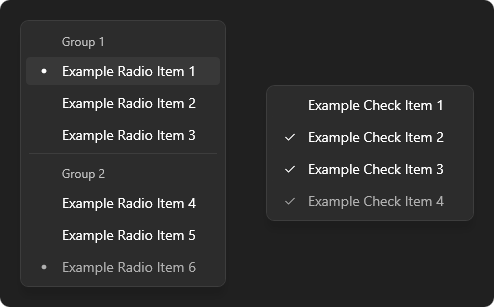 Group 1
Example Radio Item 1
Example Radio Item 2
Example Radio Item 3
Group 2
Example Radio Item 4
Example Radio Item 5
Example Radio Item 6
Example Check Item 1
Example Check Item 2
Example Check Item 3
Example Check Item 4